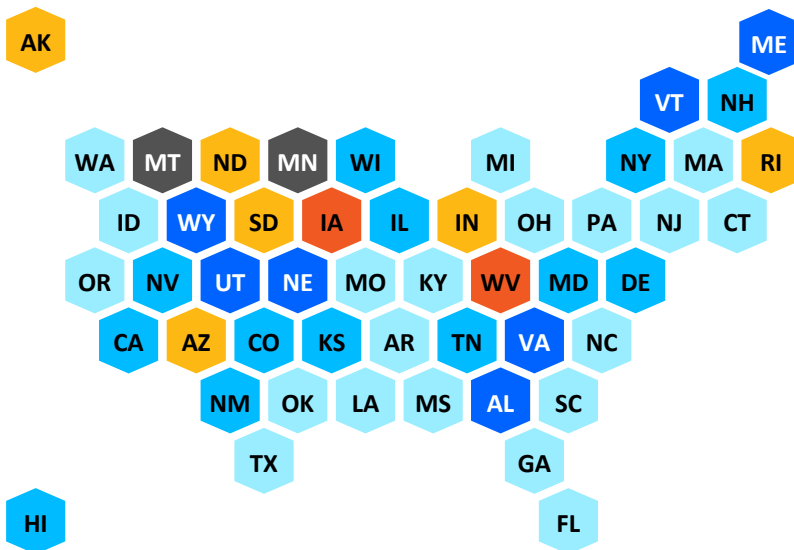 AK
ME
VT NH
WA MT ND MN WI MI NY MA RI
ID WY SD IA IL IN OH PA NJ CT
OR NV UT NE MO KY WV MD DE
CA AZ CO KS AR TN VA NC
NM OK LA MS AL SC
TX GA
HI FL